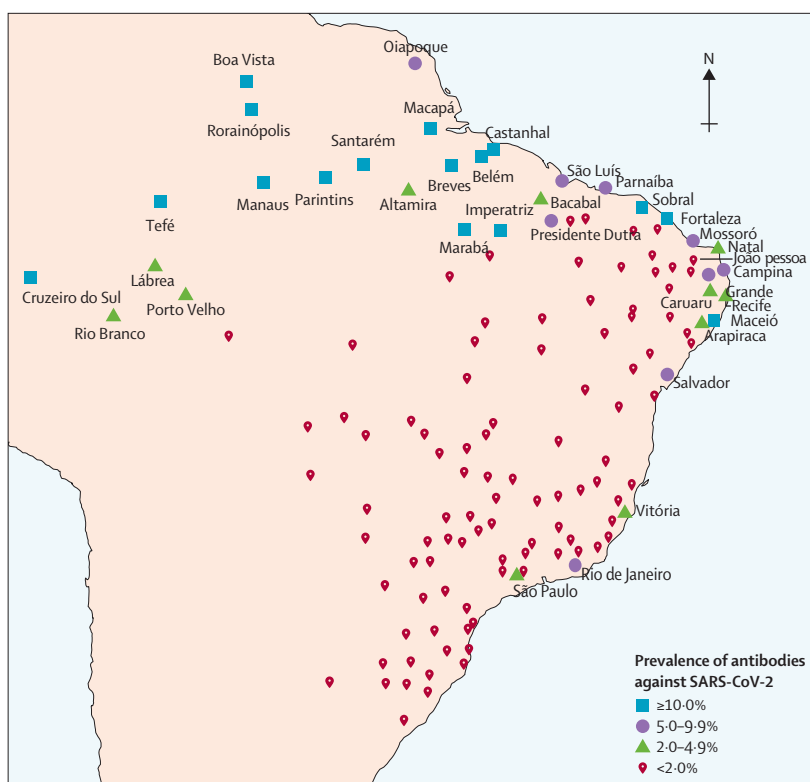 Oiapoque
Boa Vista
N
Macapá
Rorainópolis
Santarém
Castanhal
São Luís
Parnaíba
Belém
Breves
Manaus
Parintins
Altamira
Bacabal
Sobral
Imperatriz
Fortaleza
Tefé
Presidente Dutra
Mossoró
Marabá
Natal
João pessoa
Lábrea
Campina
Cruzeiro do Sul
Grande
Porto Velho
Caruaru
Recife
Rio Branco
Maceió
Arapiraca
Salvador
Vitória
Rio de Janeiro
São Paulo
Prevalence of antibodies
against SARS-CoV-2
≥10·0%
5·0–9·9%
2·0–4·9%
<2·0%